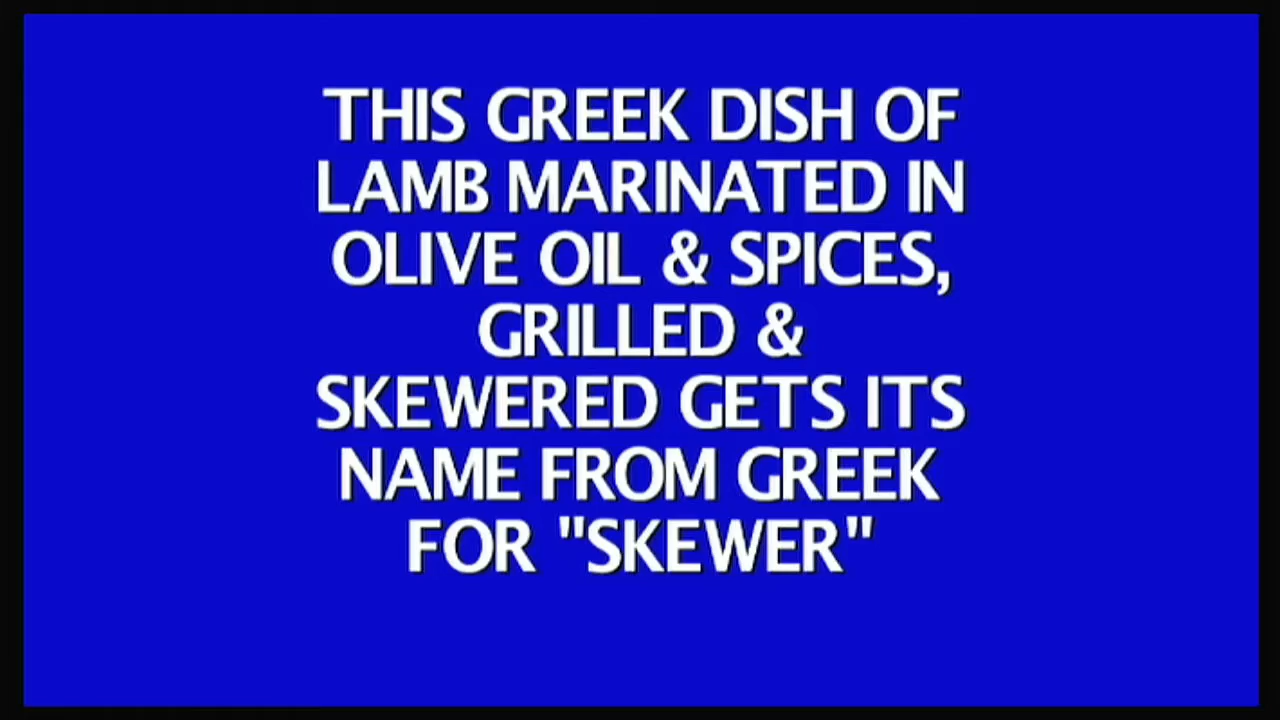 THIS GREEK DISH OF
LAMB MARINATED IN
OLIVE OIL & SPICES,
GRILLED &
SKEWERED GETS ITS
NAME FROM GREEK
FOR "SKEWER"